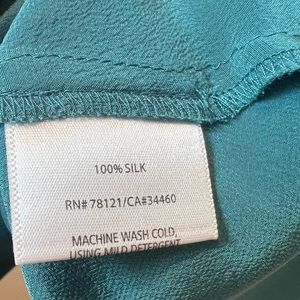 100% SILK
RN# 78121/CA#34460
MACHINE WASH COLD,
USING MILD DETERGENT